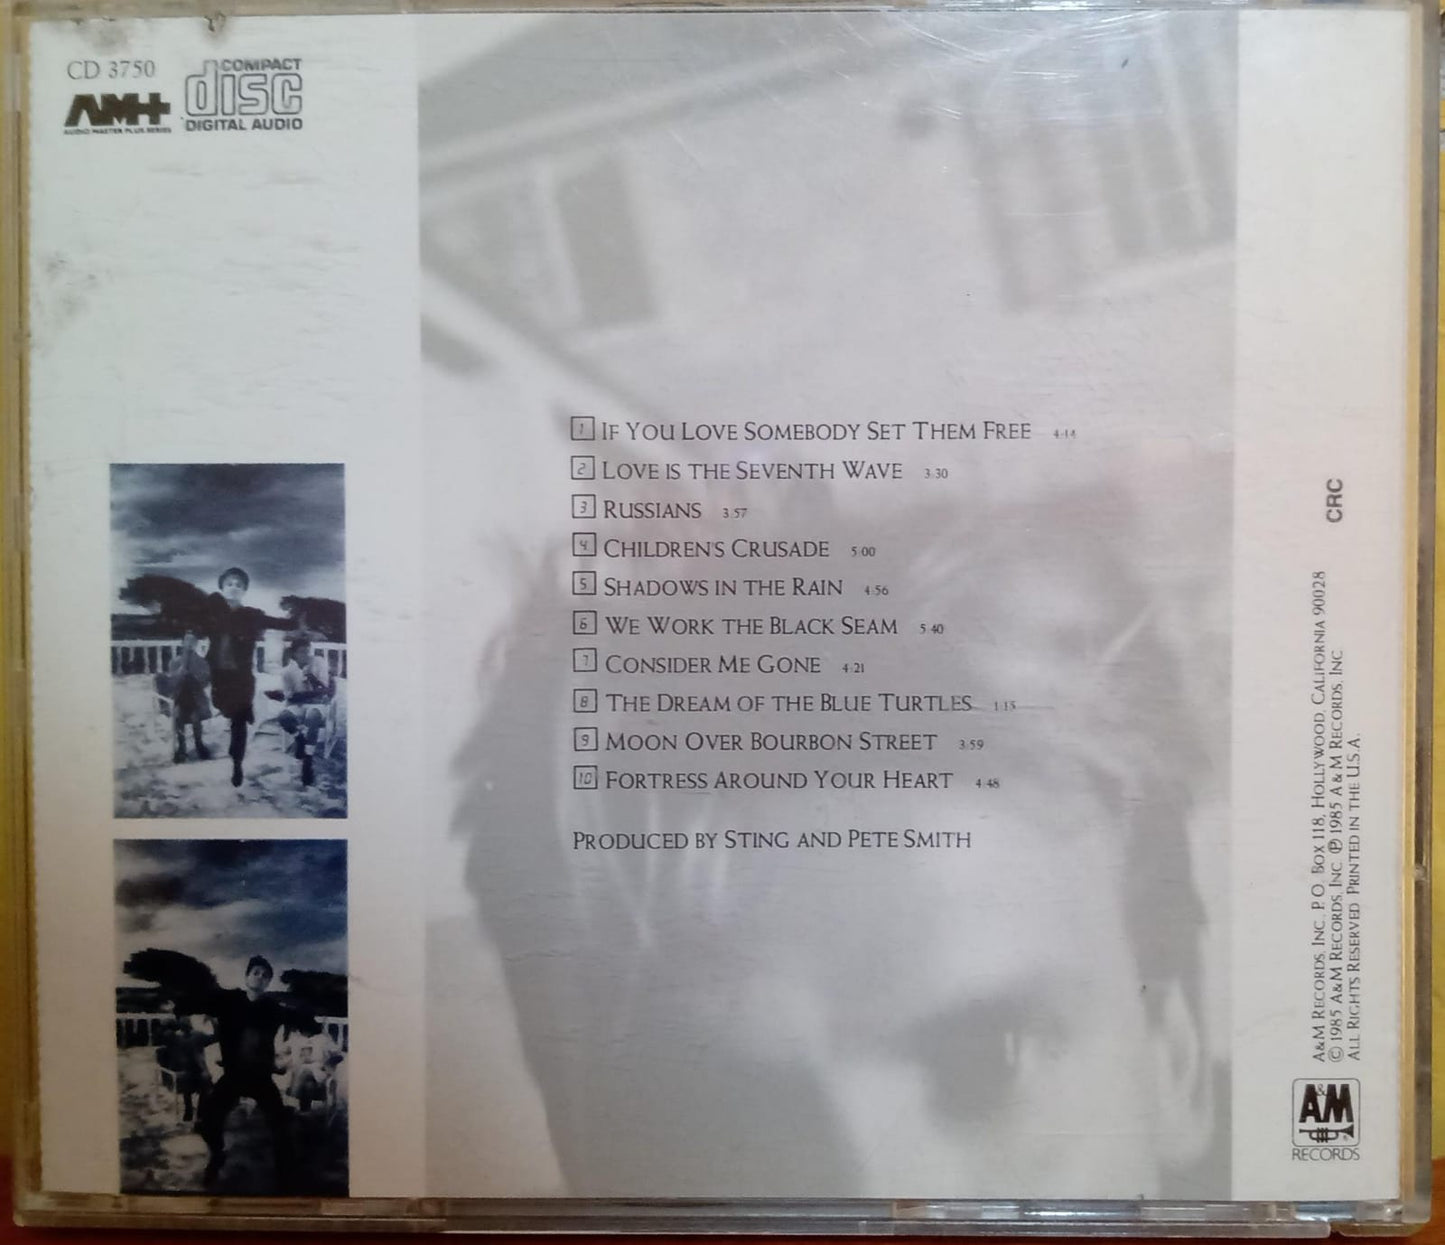 CD 3750
AM+
AUDIO MASTER PLUS SERIES
COMPACT
disc
DIGITAL AUDIO
1 IF YOU LOVE SOMEBODY SET THEM FREE 4:14
2 LOVE IS THE SEVENTH WAVE 3:30
3 RUSSIANS 3:57
4 CHILDREN'S CRUSADE 5:00
5 SHADOWS IN THE RAIN 4:56
6 WE WORK THE BLACK SEAM 5:40
7 CONSIDER ME GONE 4:21
8 THE DREAM OF THE BLUE TURTLES 1:15
9 MOON OVER BOURBON STREET 3:59
10 FORTRESS AROUND YOUR HEART 4:48
PRODUCED BY STING AND PETE SMITH
CRC
A&M RECORDS, INC., P.O. BOX 118, HOLLYWOOD, CALIFORNIA 90028
© 1985 A&M RECORDS, INC. ℗ 1985 A&M RECORDS, INC.
ALL RIGHTS RESERVED. PRINTED IN THE U.S.A.
A&M
RECORDS